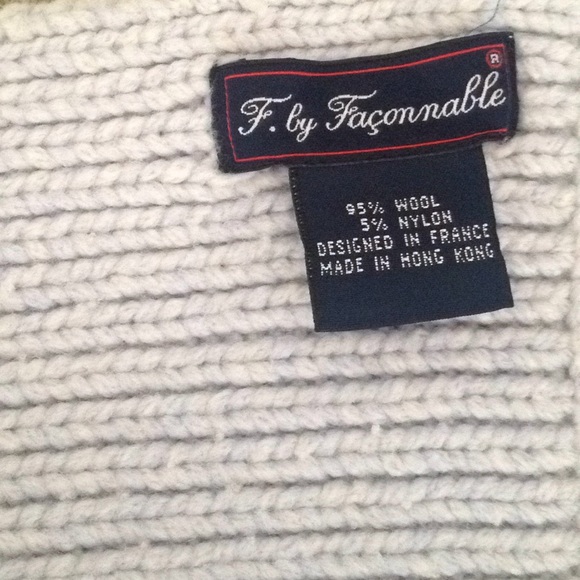 F. by Façonnable ®
95% WOOL
5% NYLON
DESIGNED IN FRANCE
MADE IN HONG KONG